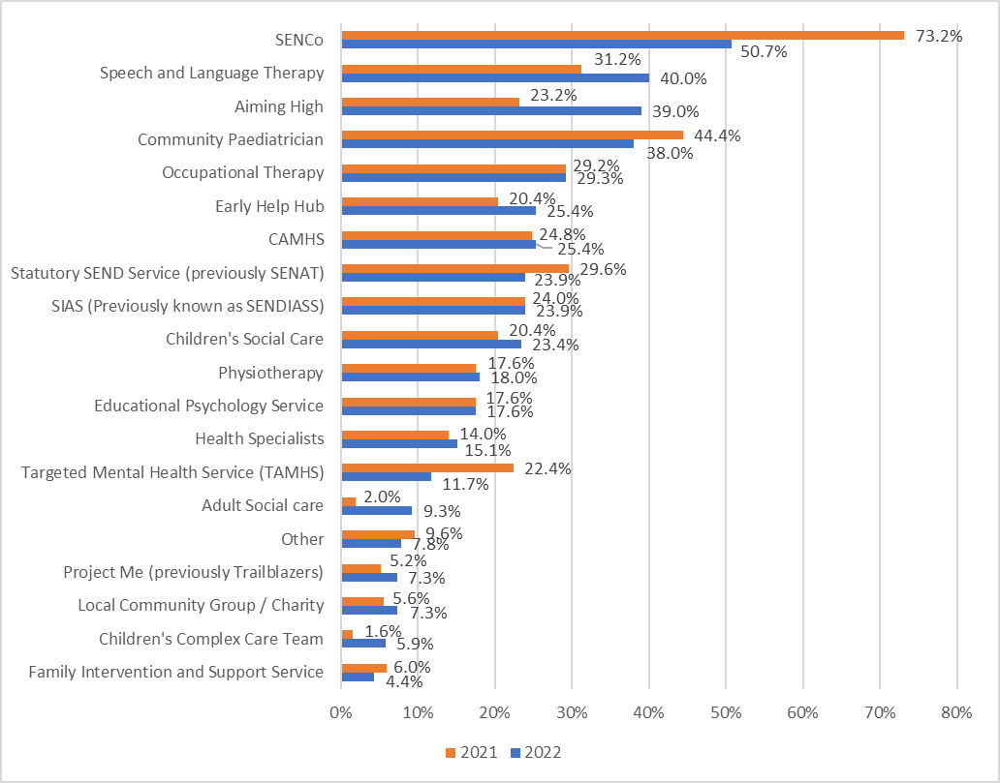 SENCo
73.2%
50.7%
Speech and Language Therapy
31.2%
40.0%
Aiming High
23.2%
39.0%
Community Paediatrician
44.4%
38.0%
Occupational Therapy
29.2%
29.3%
Early Help Hub
20.4%
25.4%
CAMHS
24.8%
25.4%
Statutory SEND Service (previously SENAT)
29.6%
23.9%
SIAS (Previously known as SENDIASS)
24.0%
23.9%
Children's Social Care
20.4%
23.4%
Physiotherapy
17.6%
18.0%
Educational Psychology Service
17.6%
17.6%
Health Specialists
14.0%
15.1%
Targeted Mental Health Service (TAMHS)
22.4%
11.7%
Adult Social care
2.0%
9.3%
Other
9.6%
7.8%
Project Me (previously Trailblazers)
5.2%
7.3%
Local Community Group / Charity
5.6%
7.3%
Children's Complex Care Team
1.6%
5.9%
Family Intervention and Support Service
6.0%
4.4%
0% 10% 20% 30% 40% 50% 60% 70% 80%
2021 2022